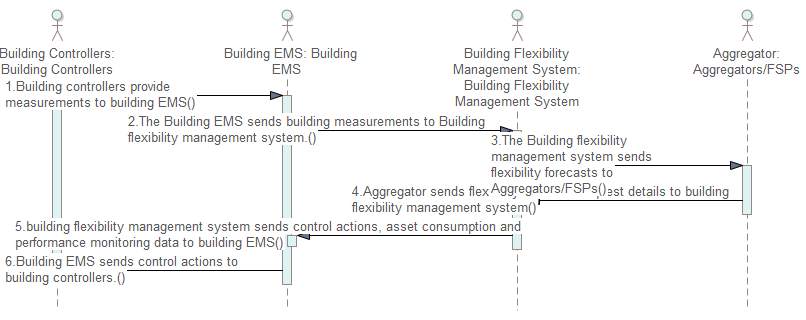 Building Controllers:
Building Controllers
Building EMS: Building
EMS
Building Flexibility
Management System:
Building Flexibility
Management System
Aggregator:
Aggregators/FSPs
1.Building controllers provide
measurements to building EMS()
2.The Building EMS sends building measurements to Building
flexibility management system.()
3.The Building flexibility
management system sends
flexibility forecasts to
Aggregators/FSPs()
4.Aggregator sends details to building
flexibility management system()
5.building flexibility management system sends control actions, asset consumption and
performance monitoring data to building EMS()
6.Building EMS sends control actions to
building controllers.()